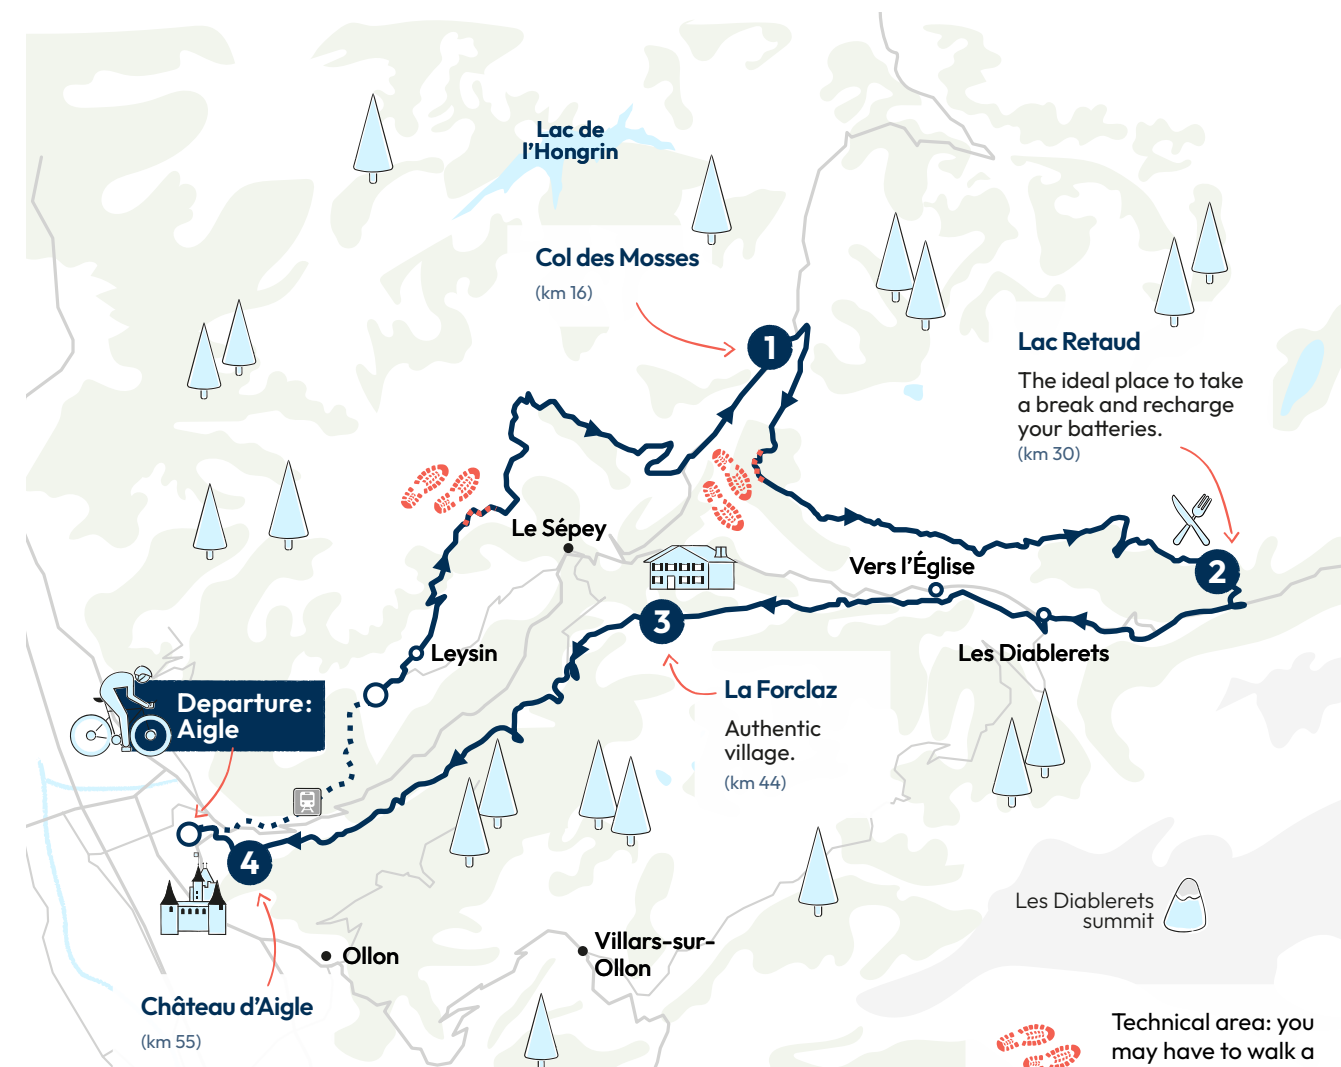 Lac de
l'Hongrin
Col des Mosses
(km 16)
1
Lac Retaud
The ideal place to take
a break and recharge
your batteries.
(km 30)
Le Sépey
Vers l'Église
2
3
Leysin
Les Diablerets
La Forclaz
Authentic
village.
(km 44)
Departure:
Aigle
4
Les Diablerets
summit
Ollon
Villars-sur-
Ollon
Château d'Aigle
(km 55)
Technical area: you
may have to walk a